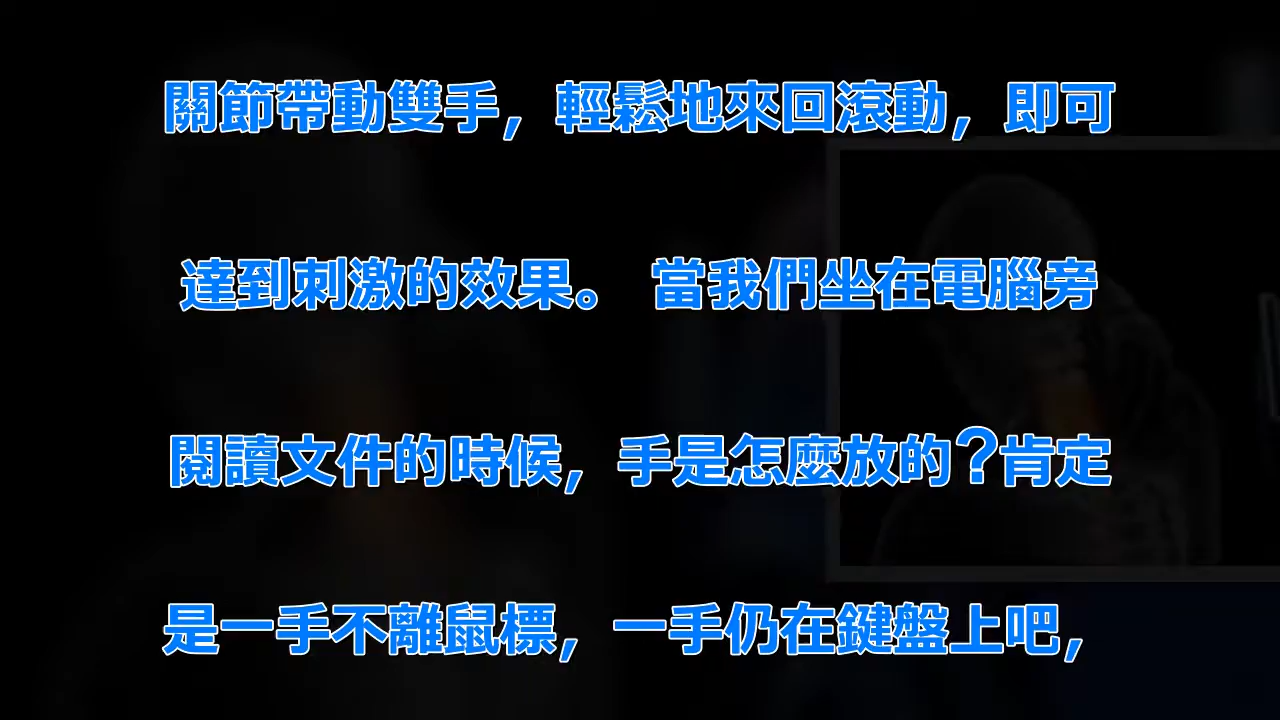 關節帶動雙手，輕鬆地來回滾動，即可
達到刺激的效果。 當我們坐在電腦旁
閱讀文件的時候，手是怎麼放的？肯定
是一手不離鼠標，一手仍在鍵盤上吧，